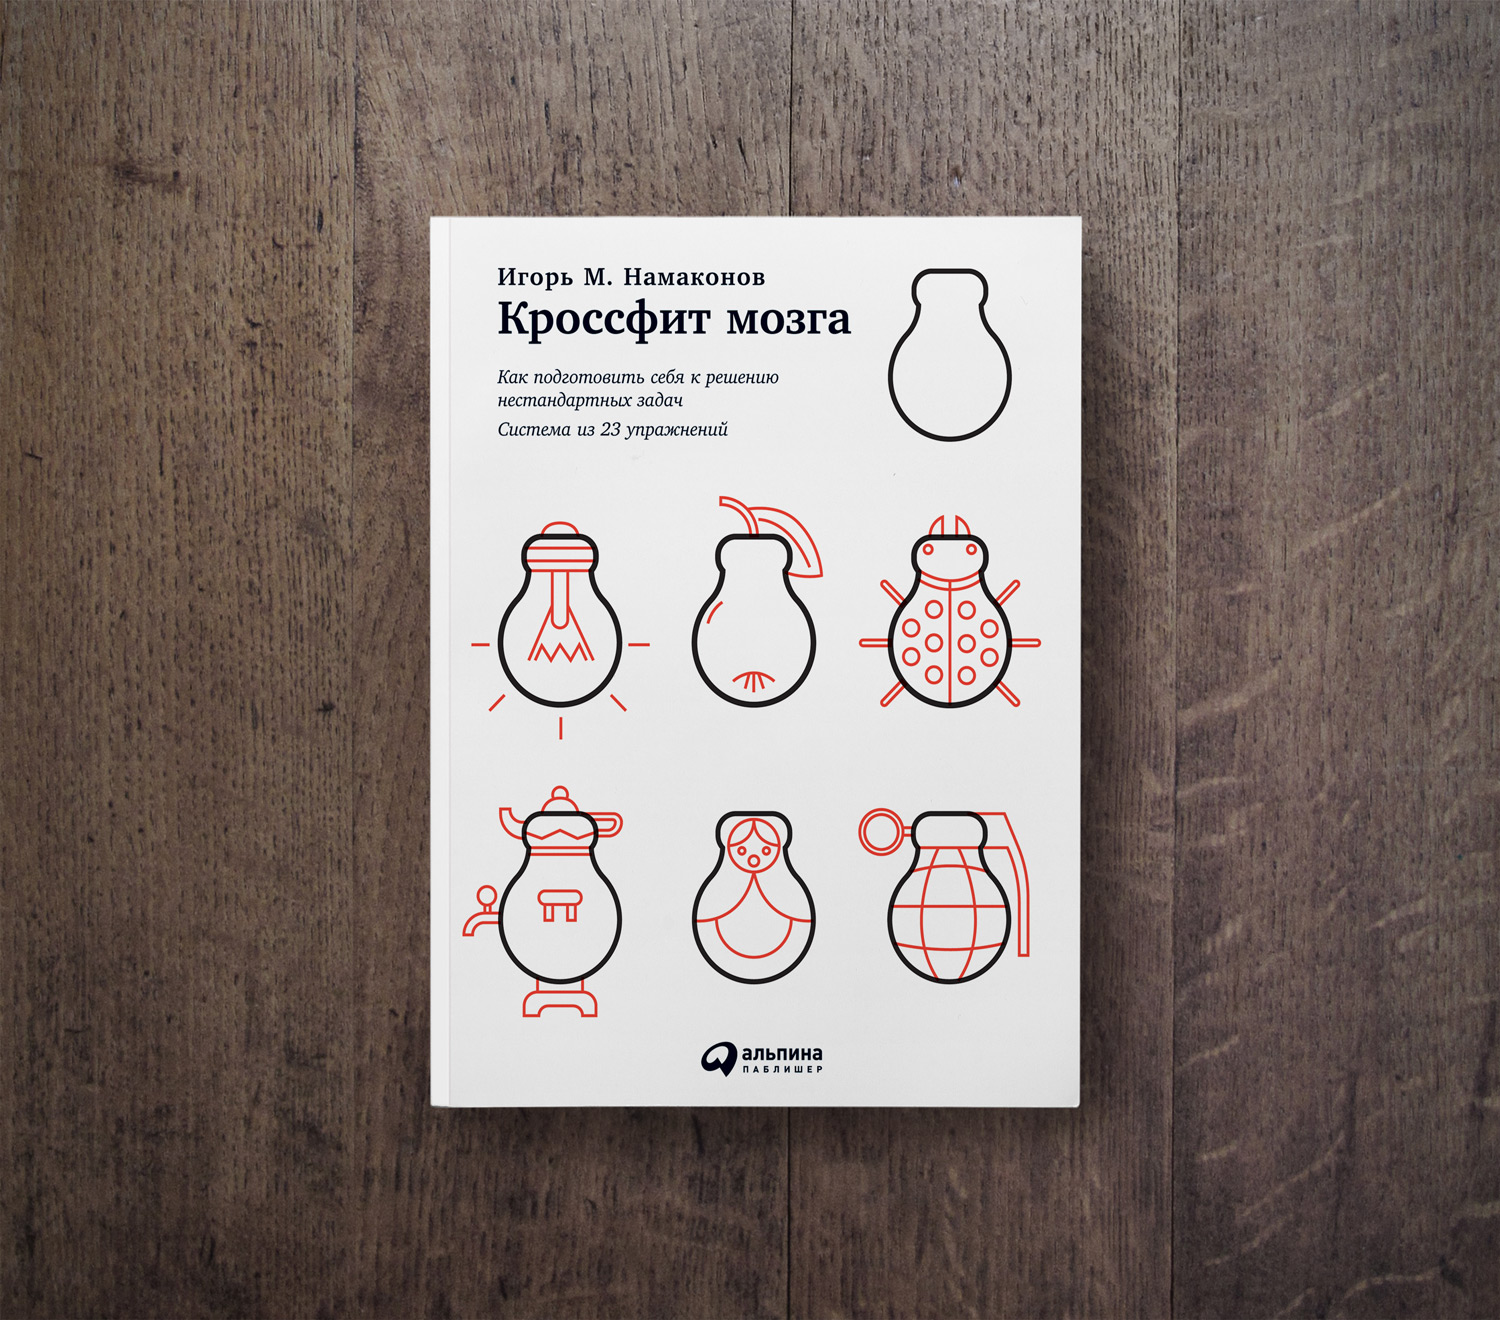 Игорь М. Намаконов
Кроссфит мозга
Как подготовить себя к решению
нестандартных задач
Система из 23 упражнений
альпина
ПАБЛИШЕР